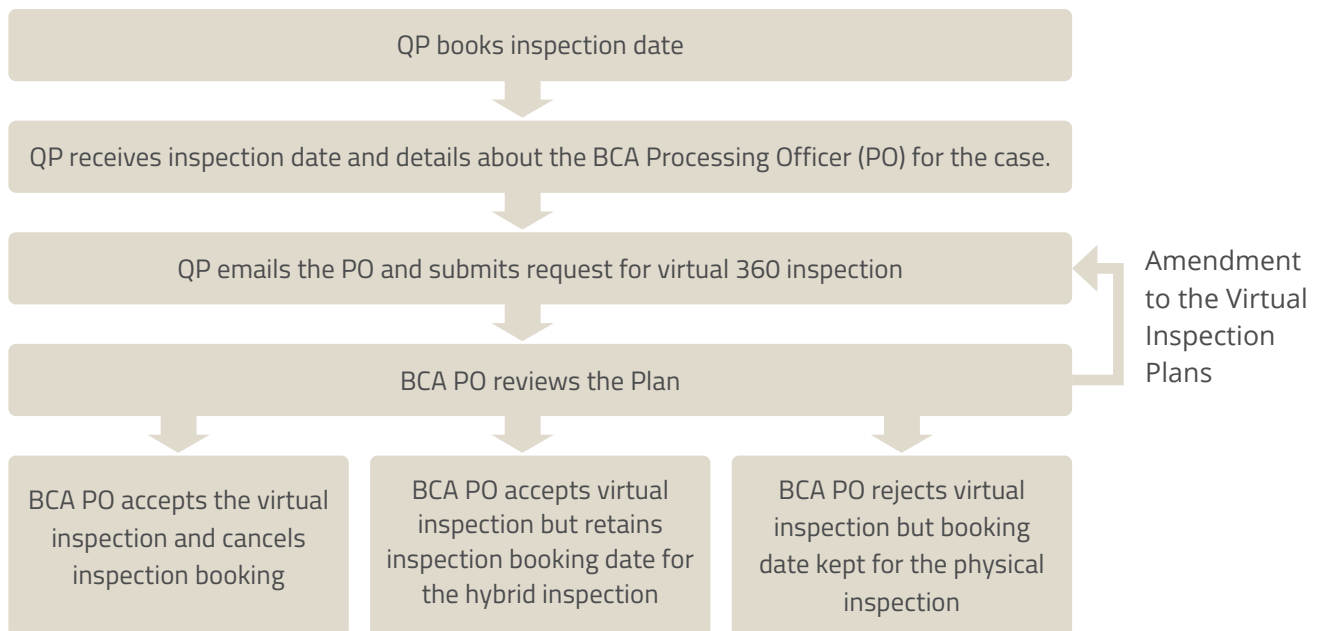 QP books inspection date
QP receives inspection date and details about the BCA Processing Officer (PO) for the case.
QP emails the PO and submits request for virtual 360 inspection
Amendment
to the Virtual
Inspection
Plans
BCA PO reviews the Plan
BCA PO accepts the virtual
inspection and cancels
inspection booking
BCA PO accepts virtual
inspection but retains
inspection booking date for
the hybrid inspection
BCA PO rejects virtual
inspection but booking
date kept for the physical
inspection